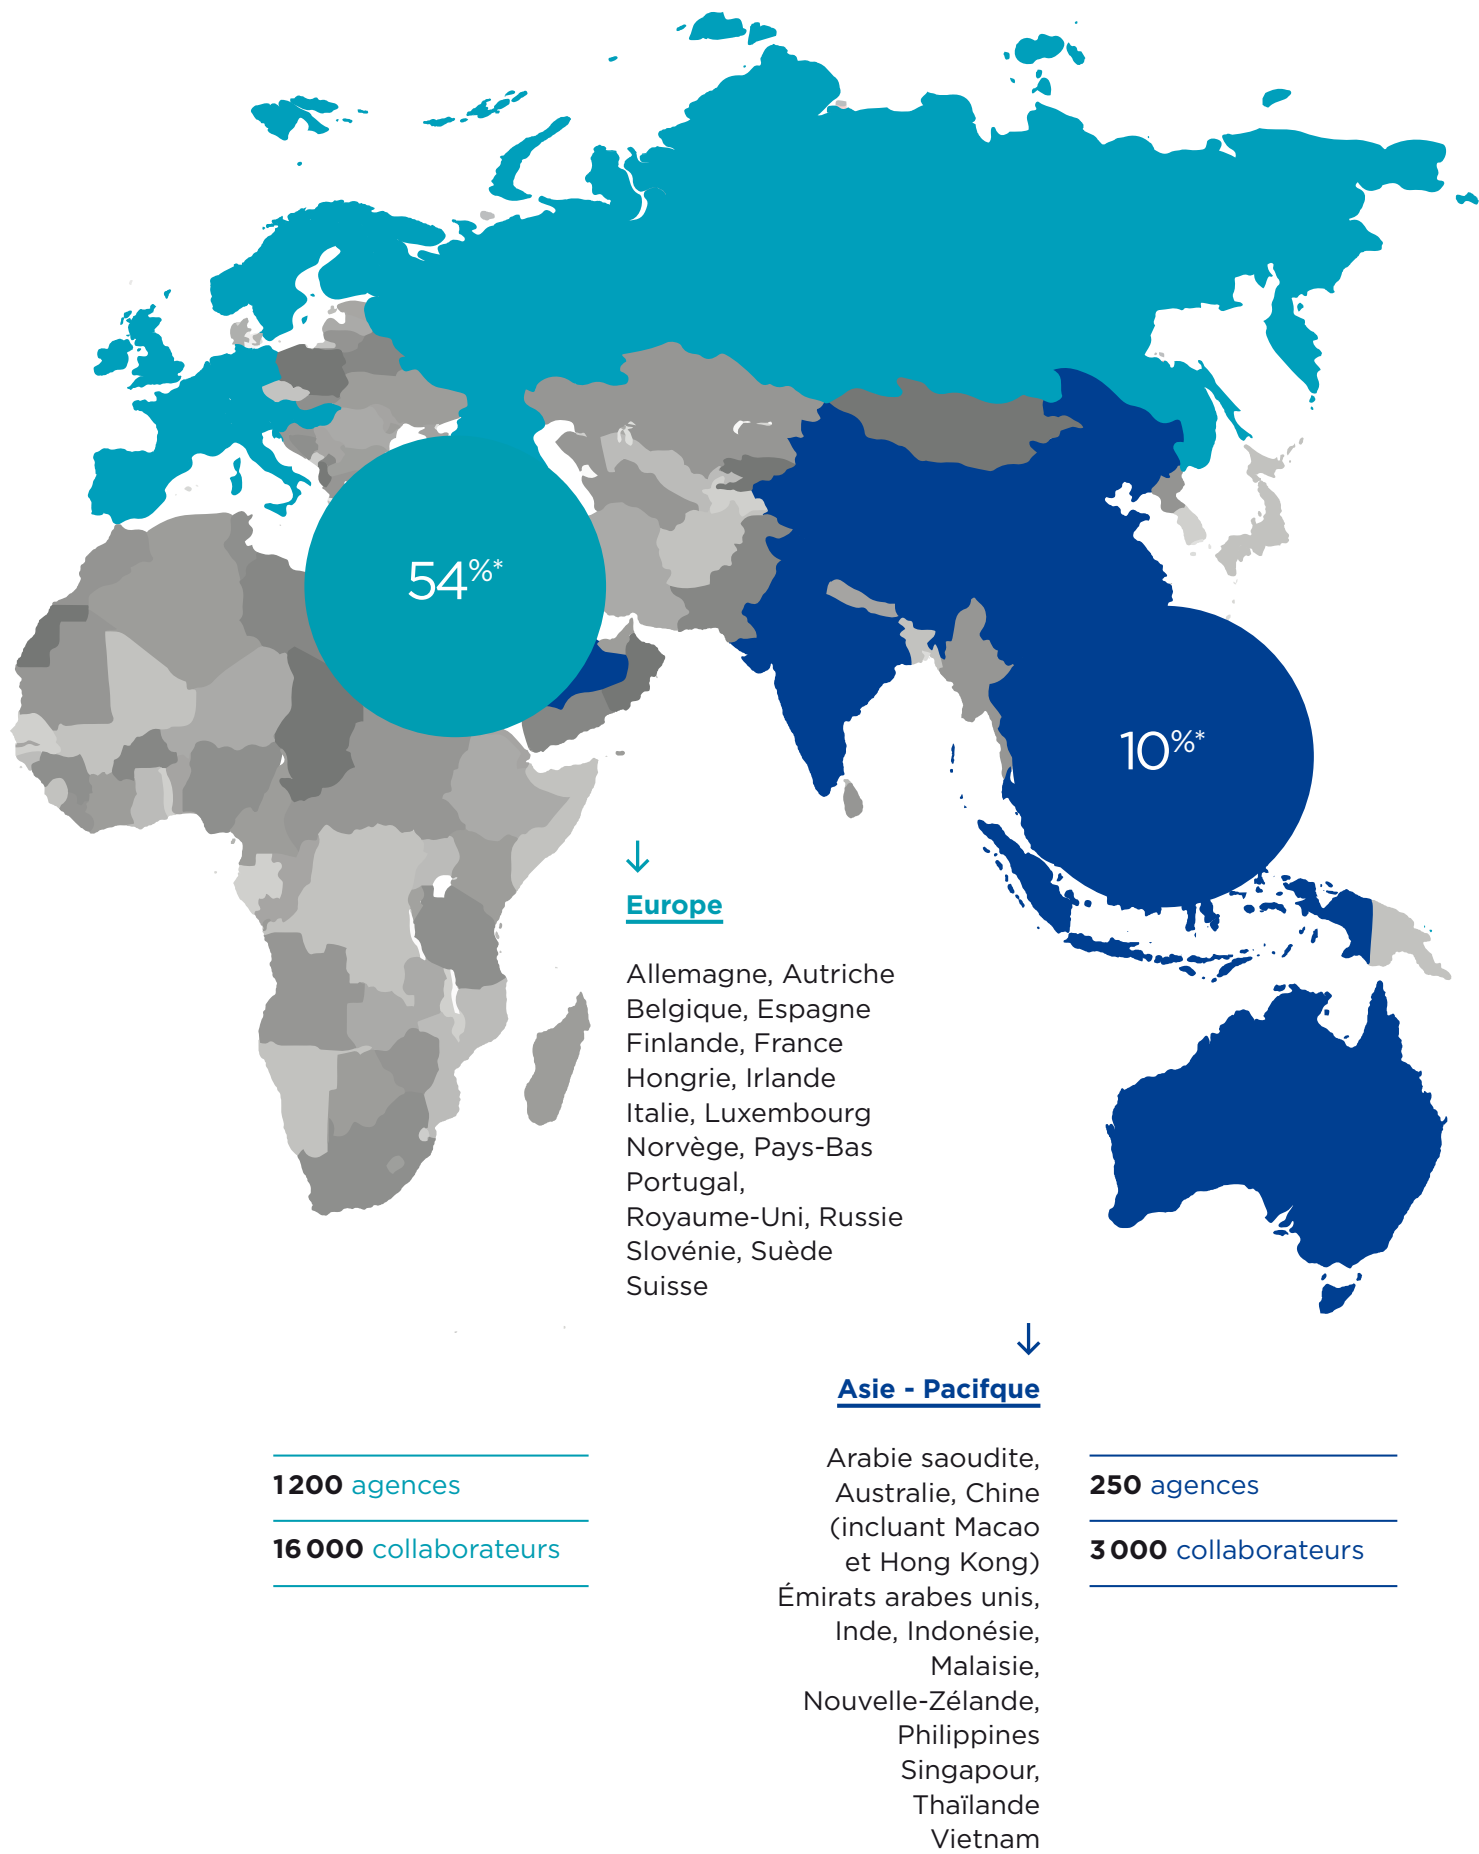 54%*
10%*
Europe
Allemagne, Autriche
Belgique, Espagne
Finlande, France
Hongrie, Irlande
Italie, Luxembourg
Norvège, Pays-Bas
Portugal,
Royaume-Uni, Russie
Slovénie, Suède
Suisse
1 200 agences
16 000 collaborateurs
Asie - Pacifque
Arabie saoudite,
Australie, Chine
(incluant Macao
et Hong Kong)
Émirats arabes unis,
Inde, Indonésie,
Malaisie,
Nouvelle-Zélande,
Philippines
Singapour,
Thaïlande
Vietnam
250 agences
3 000 collaborateurs